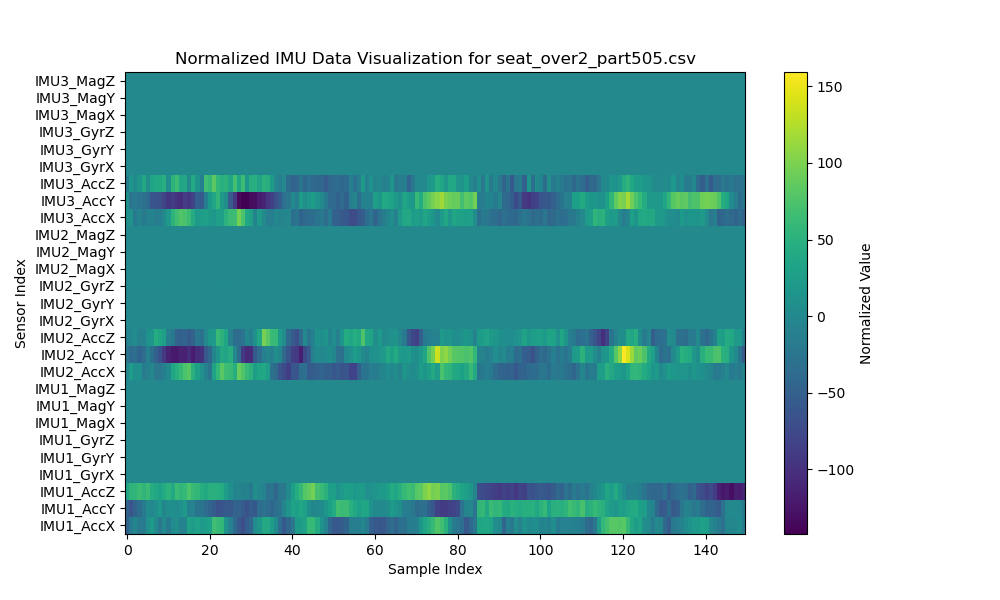 Normalized IMU Data Visualization for seat_over2_part505.csv
IMU3_MagZ
IMU3_MagY
IMU3_MagX
IMU3_GyrZ
IMU3_GyrY
IMU3_GyrX
IMU3_AccZ
IMU3_AccY
IMU3_AccX
IMU2_MagZ
IMU2_MagY
IMU2_MagX
IMU2_GyrZ
IMU2_GyrY
IMU2_GyrX
IMU2_AccZ
IMU2_AccY
IMU2_AccX
IMU1_MagZ
IMU1_MagY
IMU1_MagX
IMU1_GyrZ
IMU1_GyrY
IMU1_GyrX
IMU1_AccZ
IMU1_AccY
IMU1_AccX
Sensor Index
0 20 40 60 80 100 120 140
Sample Index
150
100
50
0
−50
−100
Normalized Value